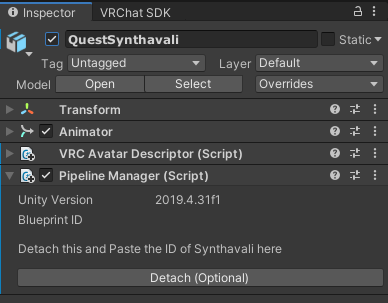 Inspector
VRChat SDK
QuestSynthavali
Static
Tag Untagged Layer Default
Model Open Select Overrides
Transform
Animator
VRC Avatar Descriptor (Script)
Pipeline Manager (Script)
Unity Version 2019.4.31f1
Blueprint ID
Detach this and Paste the ID of Synthavali here
Detach (Optional)